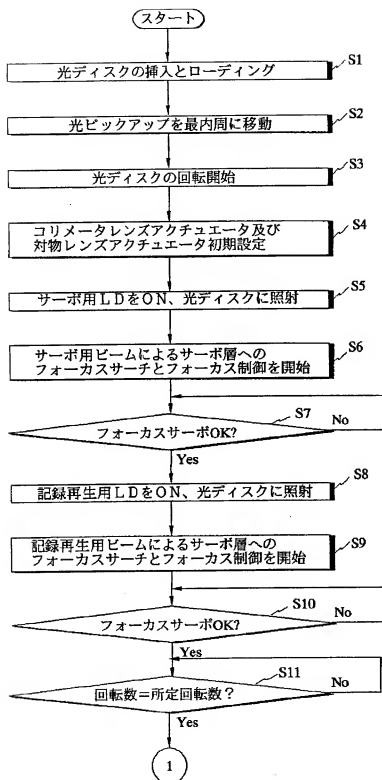 スタート
S1
光ディスクの挿入とローディング
S2
光ピックアップを最内周に移動
S3
光ディスクの回転開始
S4
コリメータレンズアクチュエータ及び
対物レンズアクチュエータ初期設定
S5
サーボ用LDをON、光ディスクに照射
S6
サーボ用ビームによるサーボ層への
フォーカスサーチとフォーカス制御を開始
S7
フォーカスサーボOK?
No
Yes
S8
記録再生用LDをON、光ディスクに照射
S9
記録再生用ビームによるサーボ層への
フォーカスサーチとフォーカス制御を開始
S10
フォーカスサーボOK?
No
Yes
S11
回転数=所定回転数?
No
Yes
1